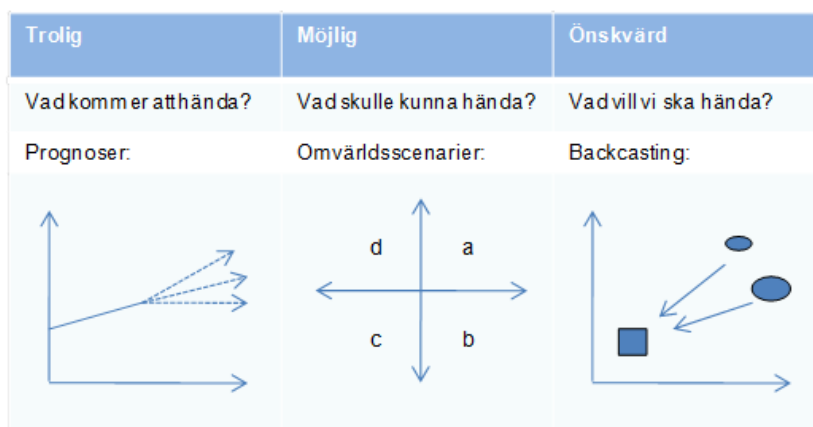 Trolig Möjlig Önskvärd
Vad kommer att hända? Vad skulle kunna hända? Vad vill vi ska hända?
Prognoser: Omvärldsscenarier: Backcasting:
d a
c b